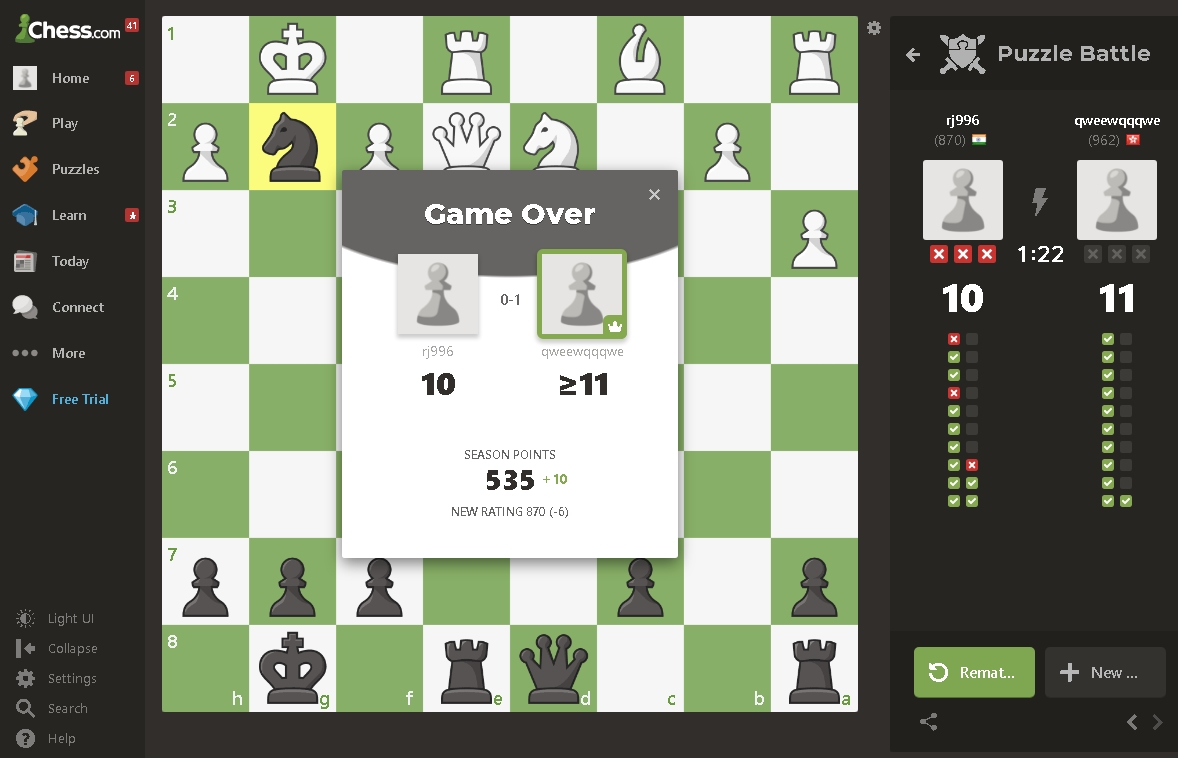 Chess.com 41
Home 6
Play
Puzzles
Learn
Today
Connect
More
Free Trial
Light UI
Collapse
Settings
Search
Help
1
2
3
4
5
6
7
8
h g f e d c b a
Game Over
0-1
rj996 qweewqqqwe
10 ≥11
SEASON POINTS
535 +10
NEW RATING 870 (-6)
Puzzle Battle
rj996 qweewqqqwe
(870) (962)
1:22
10 11
Remat... New ...